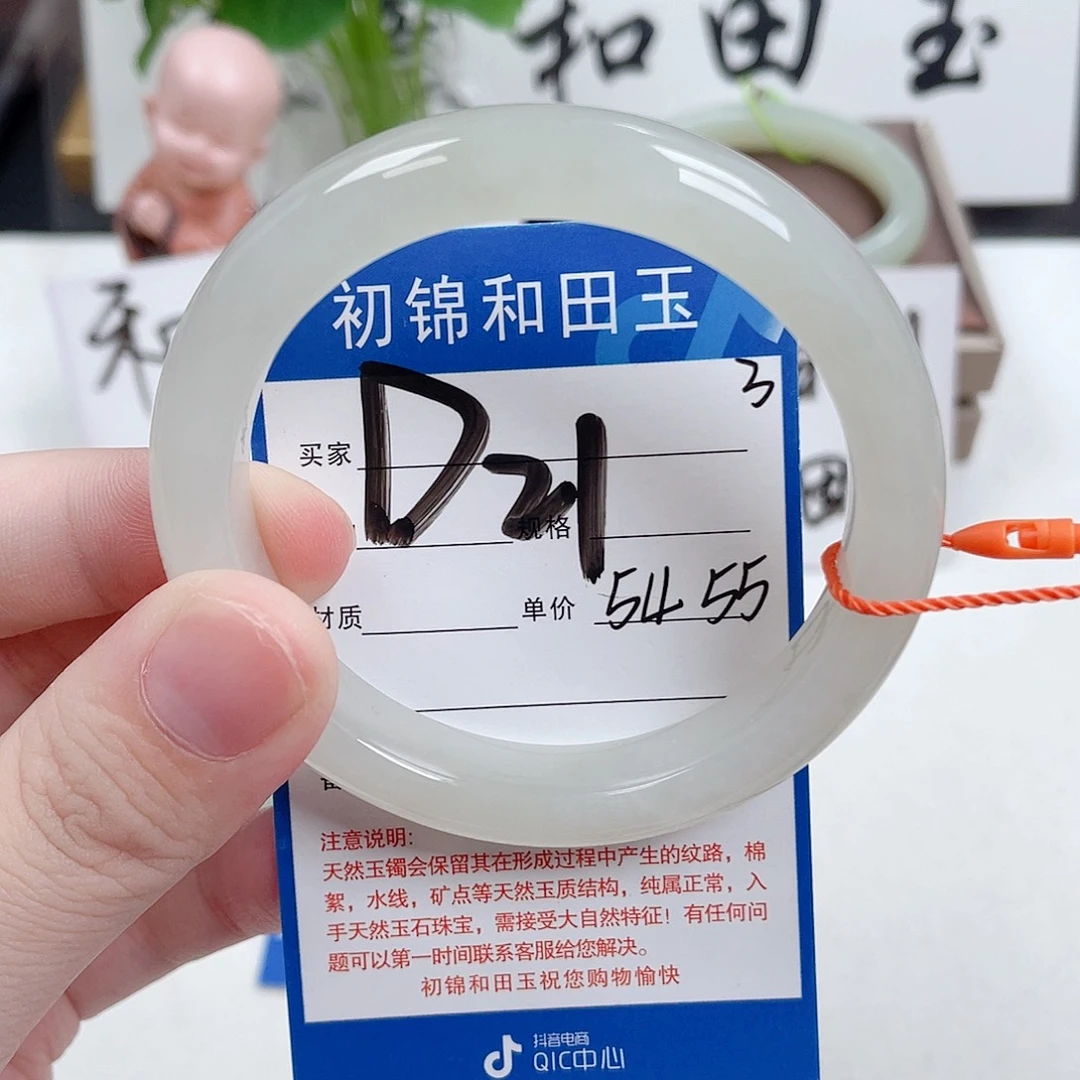 和田玉
初锦和田玉
3
买家 D21
规格
材质 单价 54 55
注意说明:
天然玉镯会保留其在形成过程中产生的纹路，棉
絮，水线，矿点等天然玉质结构，纯属正常，入
手天然玉石珠宝，需接受大自然特征！有任何问
题可以第一时间联系客服给您解决。
初锦和田玉祝您购物愉快
抖音电商
QIC中心